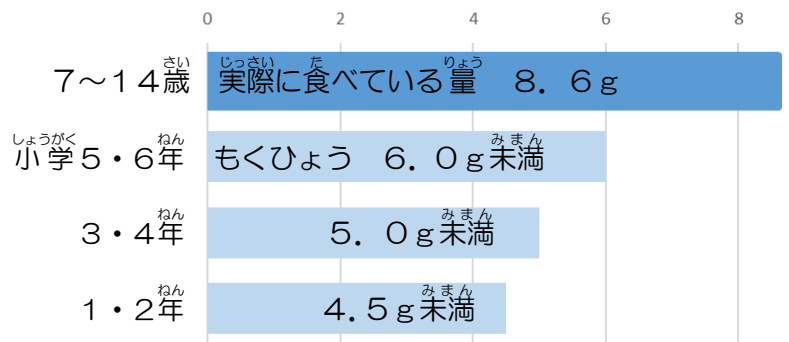 0 2 4 6 8
さい じっさい た りょう
7～14歳 実際に食べている量 8．6g
しょうがく ねん みまん
小学5・6年 もくひょう 6．0g未満
ねん みまん
3・4年 5．0g未満
ねん みまん
1・2年 4．5g未満